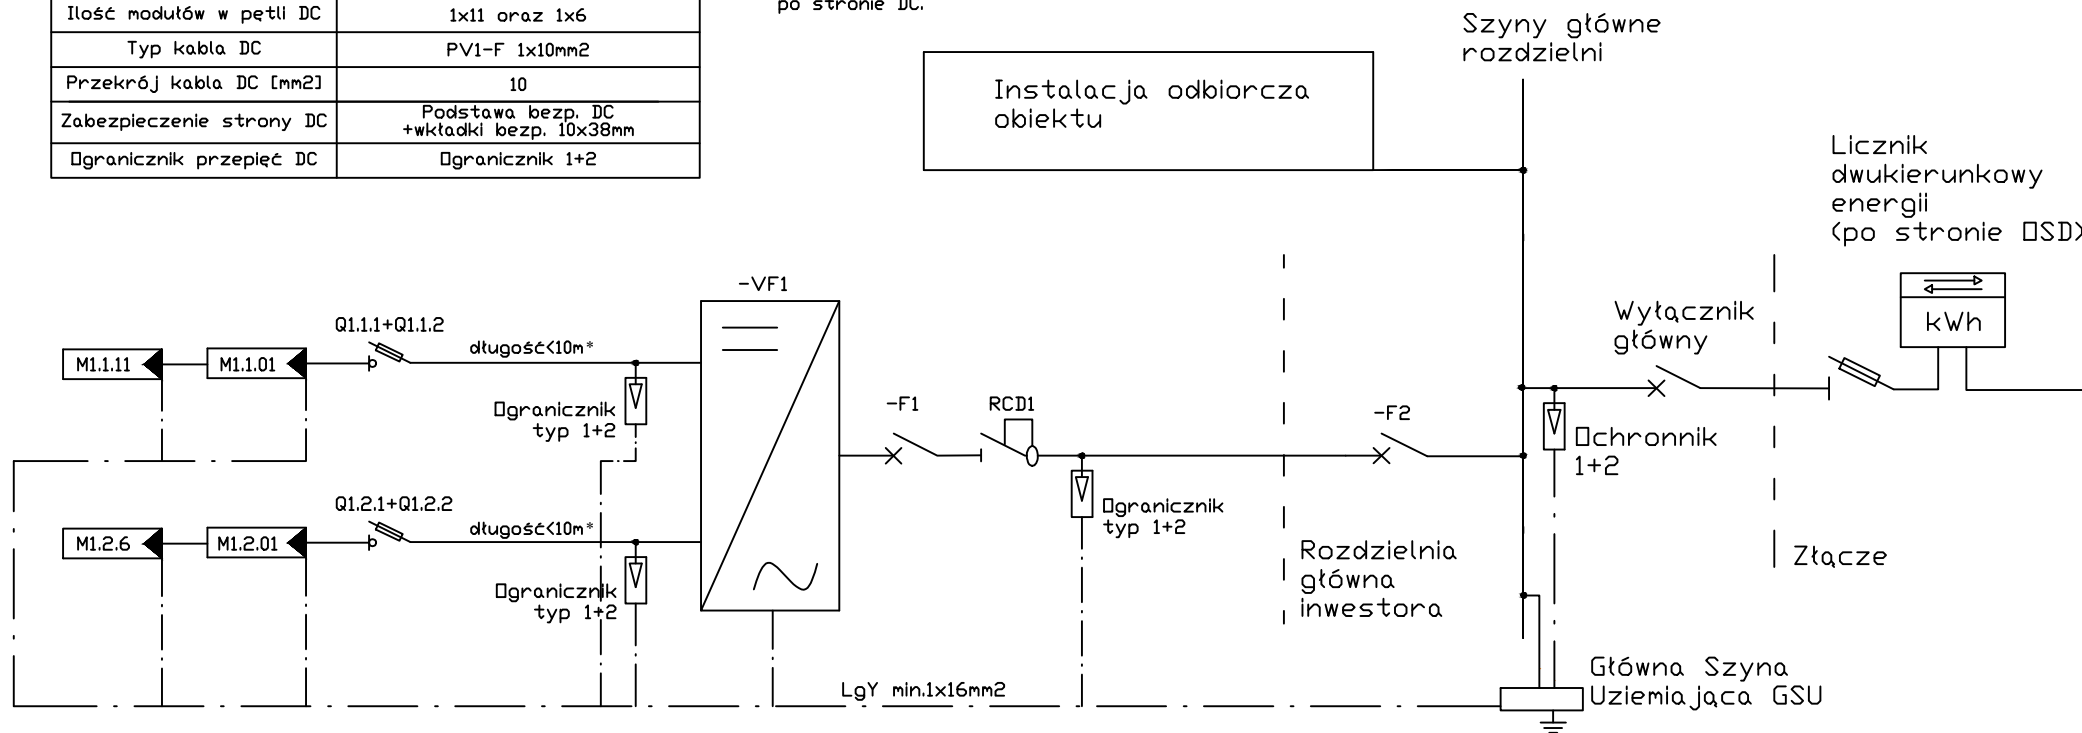 Ilość modułów w pętli DC
1x11 oraz 1x6
Typ kabla DC
PV1-F 1x10mm2
Przekrój kabla DC [mm2]
10
Zabezpieczenie strony DC
Podstawa bezp. DC
+wkładki bezp. 10x38mm
Ogranicznik przepięć DC
Ogranicznik 1+2
po stronie DC.
Instalacja odbiorcza
obiektu
Szyny główne
rozdzielni
Licznik
dwukierunkowy
energii
(po stronie OSD)
kWh
Wyłącznik
główny
-VF1
Q1.1.1+Q1.1.2
długość<10m*
M1.1.11
M1.1.01
Ogranicznik
typ 1+2
-F1
RCD1
-F2
Ochronnik
1+2
Q1.2.1+Q1.2.2
długość<10m*
M1.2.6
M1.2.01
Ogranicznik
typ 1+2
Ogranicznik
typ 1+2
Rozdzielnia
główna
inwestora
Złącze
LgY min.1x16mm2
Główna Szyna
Uziemiająca GSU